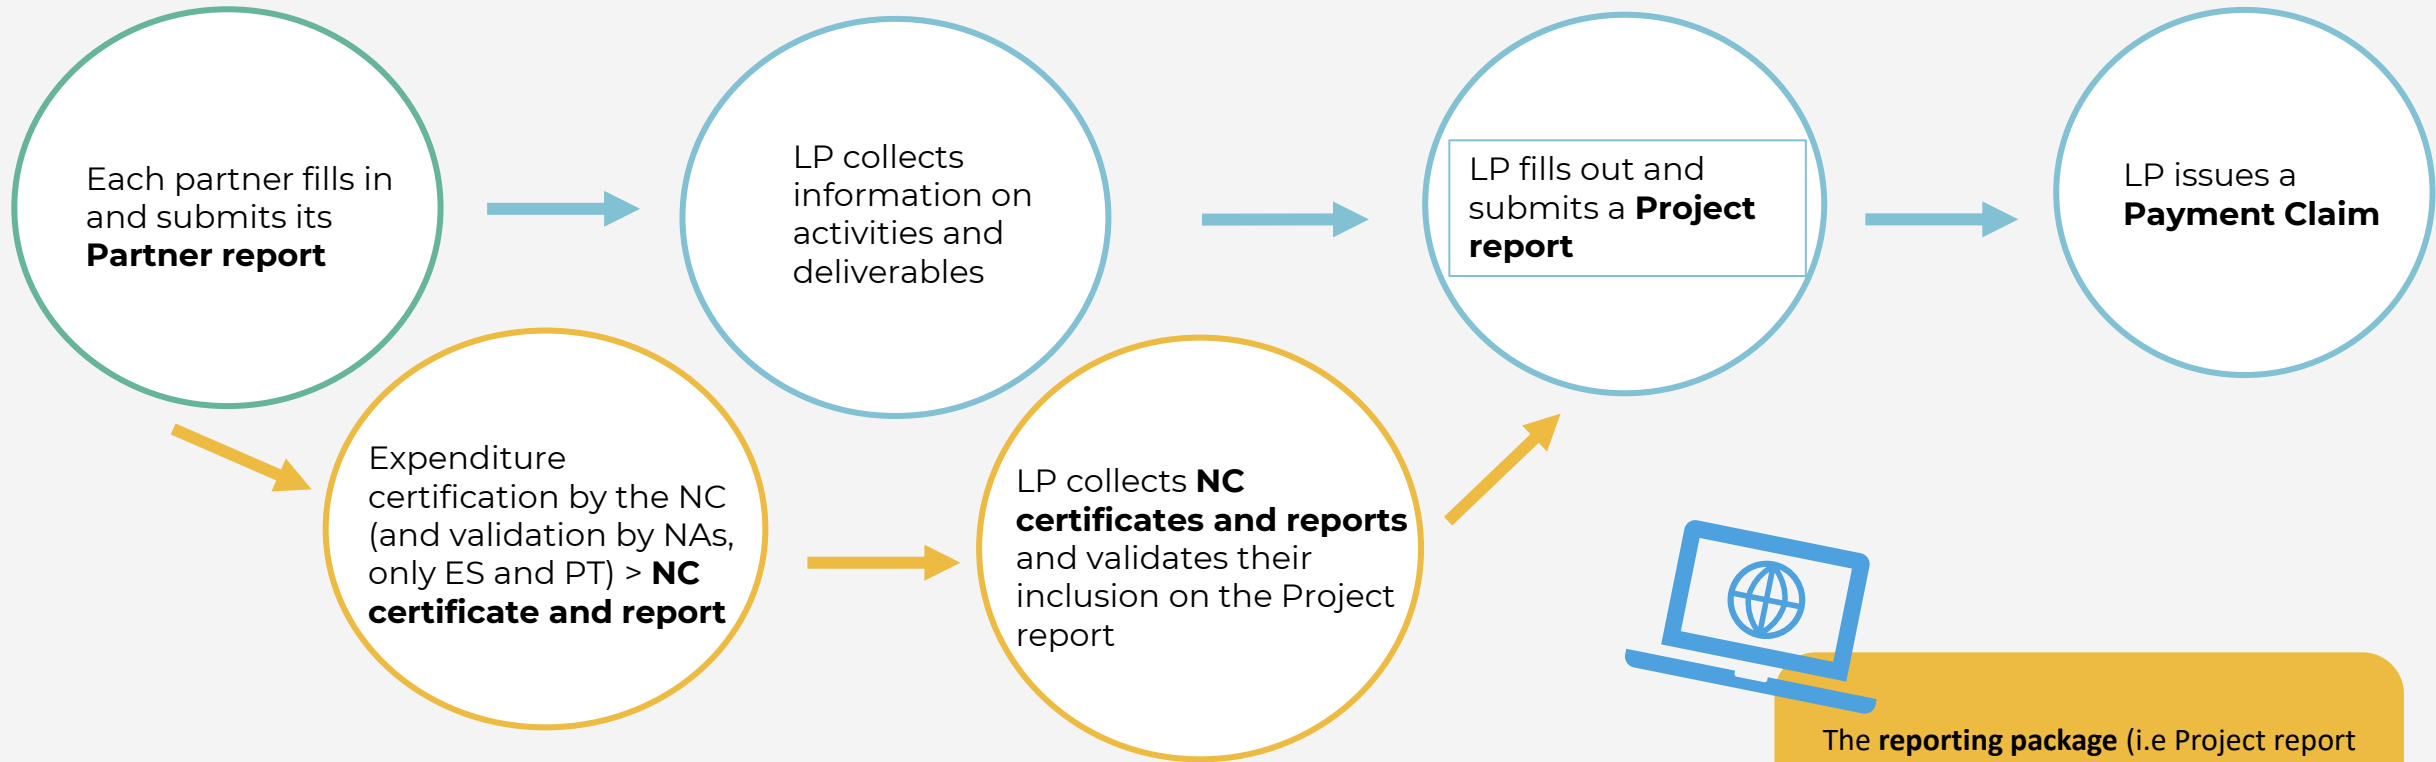 Each partner fills in
and submits its
Partner report
LP collects
information on
activities and
deliverables
LP fills out and
submits a Project
report
LP issues a
Payment Claim
Expenditure
certification by the NC
(and validation by NAs,
only ES and PT) > NC
certificate and report
LP collects NC
certificates and reports
and validates their
inclusion on the Project
report
The reporting package (i.e Project report